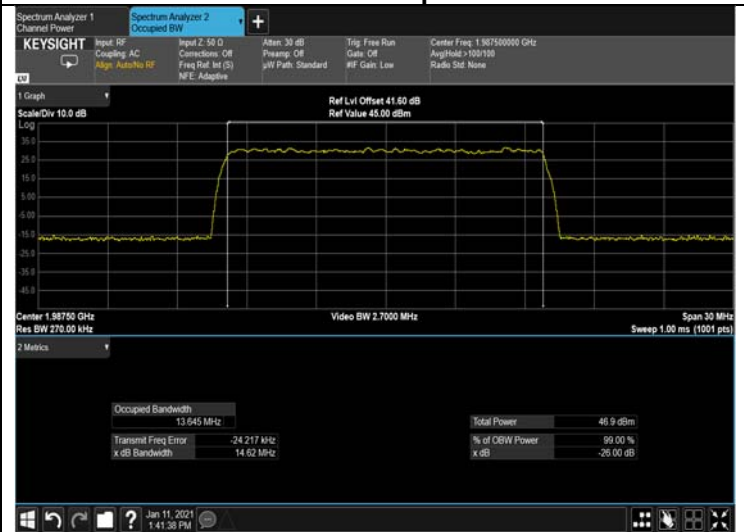 Spectrum Analyzer 1
Channel Power
Spectrum Analyzer 2
Occupied BW
+
KEYSIGHT
Input: RF
Coupling: AC
Align: Auto/No RF
Input Z: 50 Ω
Corrections: Off
Freq Ref: Int (S)
NFE: Adaptive
Atten: 30 dB
Preamp: Off
µW Path: Standard
Trig: Free Run
Gate: Off
#IF Gain: Low
Center Freq: 1.987500000 GHz
Avg|Hold:>100/100
Radio Std: None
1 Graph
Scale/Div 10.0 dB
Ref Lvl Offset 41.60 dB
Ref Value 45.00 dBm
Log
35.0
25.0
15.0
5.00
-5.00
-15.0
-25.0
-35.0
-45.0
Center 1.98750 GHz
Res BW 270.00 kHz
Video BW 2.7000 MHz
Span 30 MHz
Sweep 1.00 ms (1001 pts)
2 Metrics
Occupied Bandwidth
13.645 MHz
Transmit Freq Error -24.217 kHz
x dB Bandwidth 14.62 MHz
Total Power 46.9 dBm
% of OBW Power 99.00 %
x dB -26.00 dB
?
Jan 11, 2021
1:41:38 PM